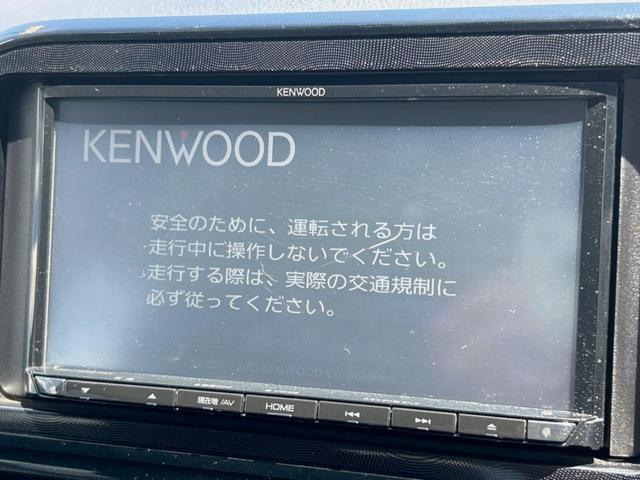 KENWOOD
KENWOOD
安全のために、運転される方は
走行中に操作しないでください。
走行する際は、実際の交通規制に
必ず従ってください。
JVC KENWOOD Corporation
現在地/AV
HOME